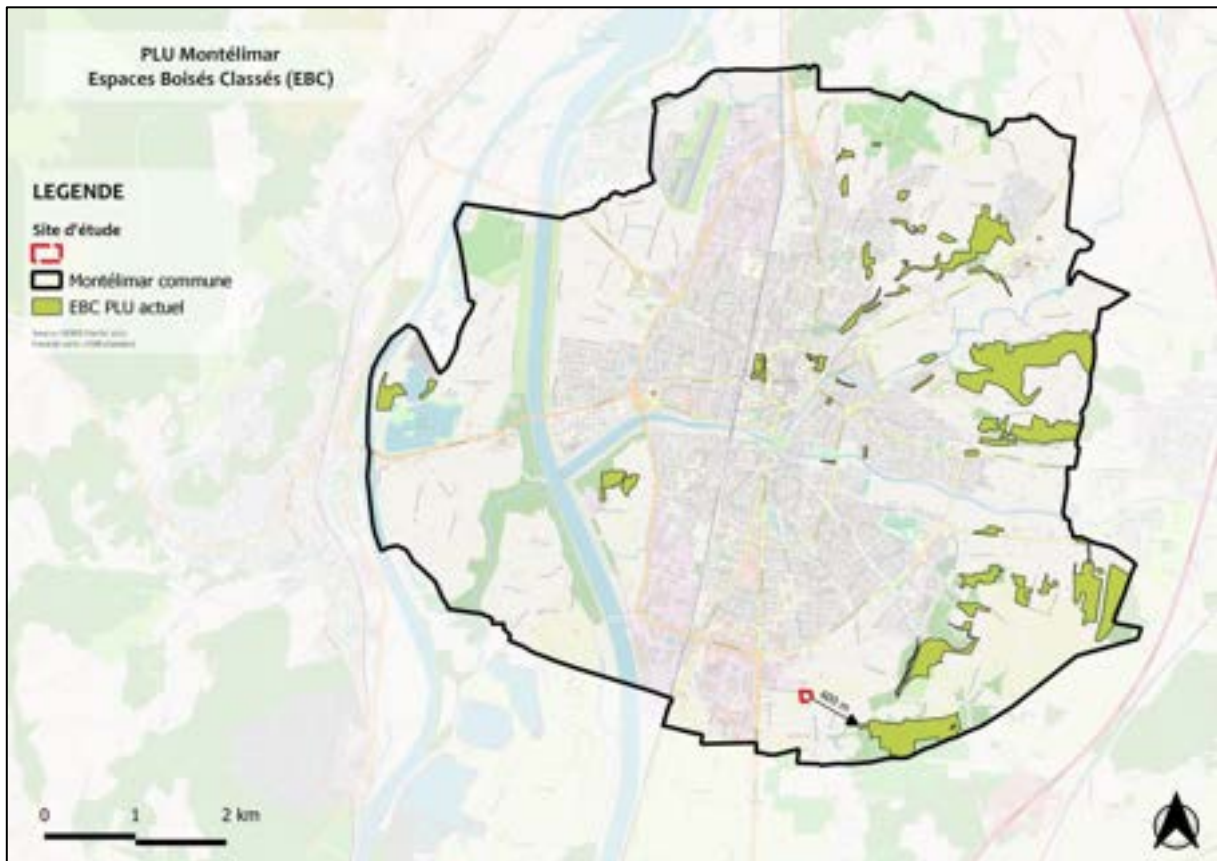 PLU Montélimar
Espaces Boisés Classés (EBC)
LEGENDE
Site d'étude
Montélimar commune
EBC PLU actuel
400 m
0 1 2 km